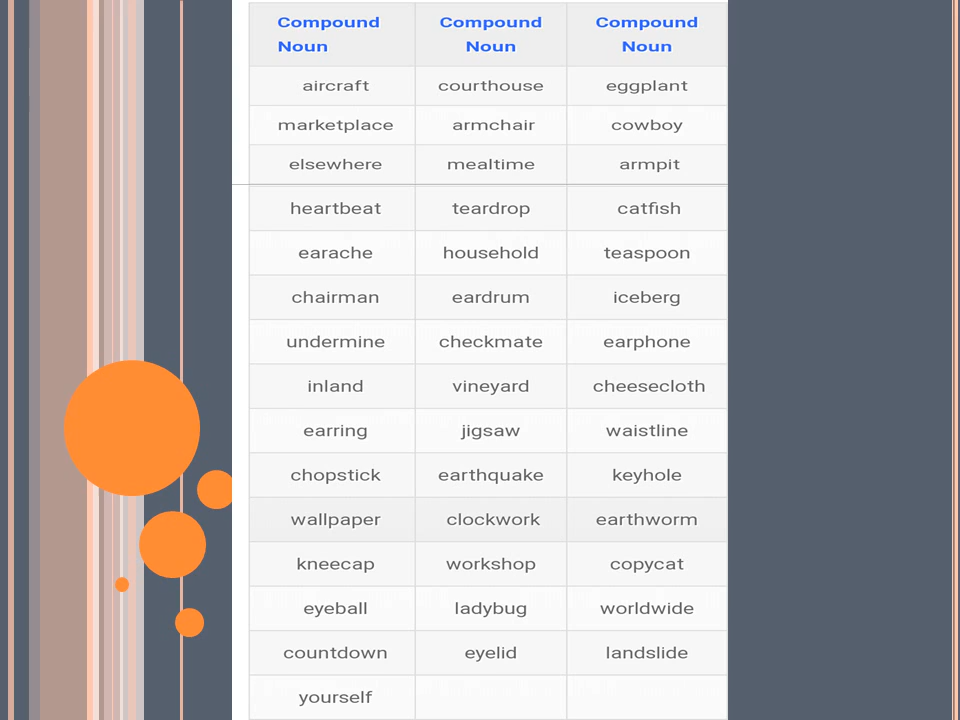 Compound Noun Compound Noun Compound Noun
aircraft courthouse eggplant
marketplace armchair cowboy
elsewhere mealtime armpit
heartbeat teardrop catfish
earache household teaspoon
chairman eardrum iceberg
undermine checkmate earphone
inland vineyard cheesecloth
earring jigsaw waistline
chopstick earthquake keyhole
wallpaper clockwork earthworm
kneecap workshop copycat
eyeball ladybug worldwide
countdown eyelid landslide
yourself